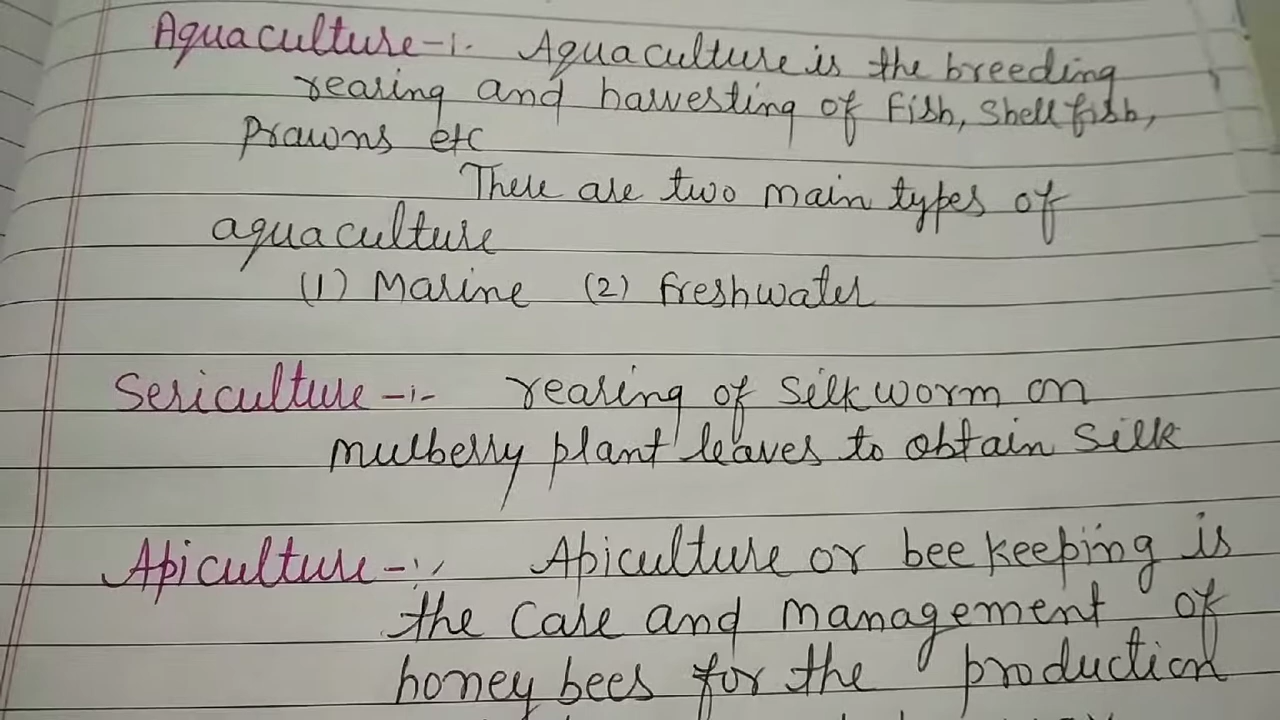 Aquaculture -:- Aquaculture is the breeding
rearing and harvesting of Fish, Shell fish,
Prawns etc
There are two main types of
aquaculture
(1) Marine (2) freshwater
Sericulture -:- rearing of Silk worm on
mulberry plant leaves to obtain Silk
Apiculture -:- Apiculture or bee keeping is
the Care and management of
honey bees for the production